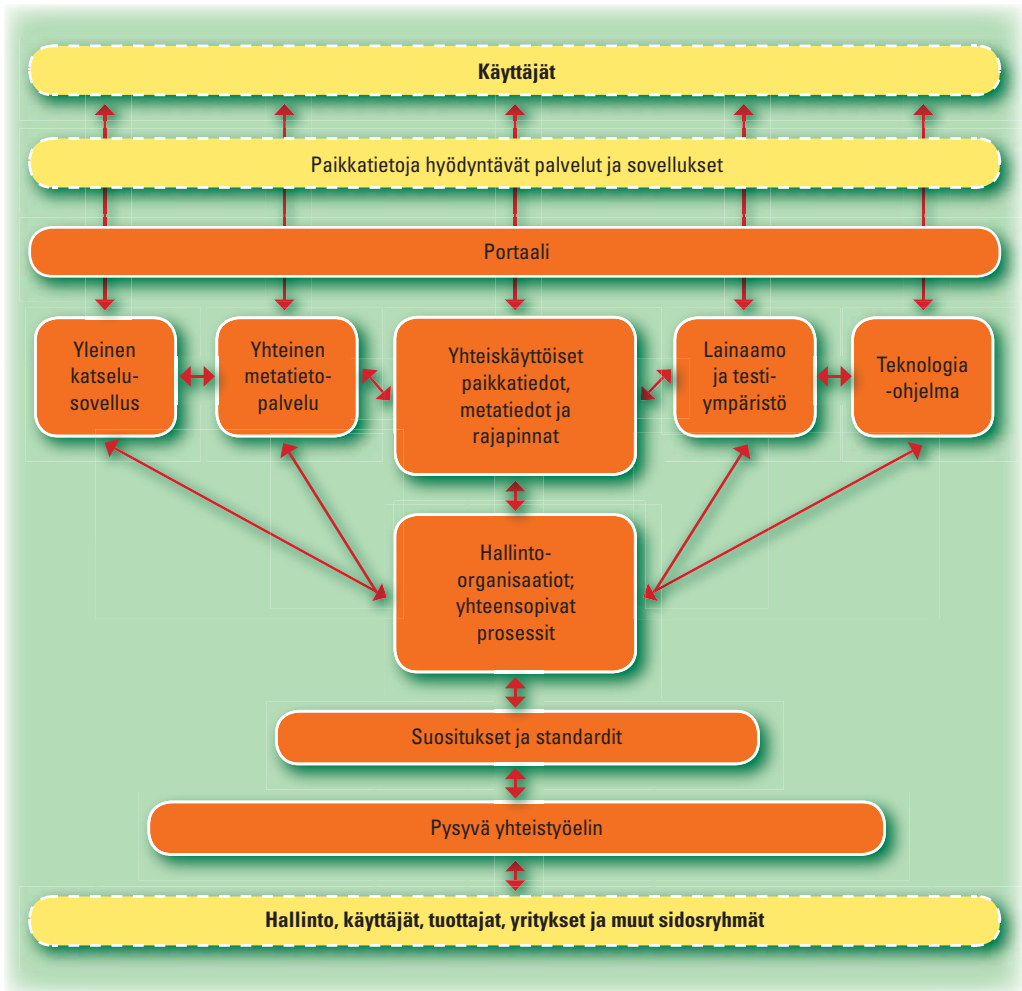 Käyttäjät
Paikkatietoja hyödyntävät palvelut ja sovellukset
Portaali
Yleinen
katselu-
sovellus
Yhteinen
metatieto-
palvelu
Yhteiskäyttöiset
paikkatiedot,
metatiedot ja
rajapinnat
Lainaamo
ja testi-
ympäristö
Teknologia
-ohjelma
Hallinto-
organisaatiot;
yhteensopivat
prosessit
Suositukset ja standardit
Pysyvä yhteistyöelin
Hallinto, käyttäjät, tuottajat, yritykset ja muut sidosryhmät